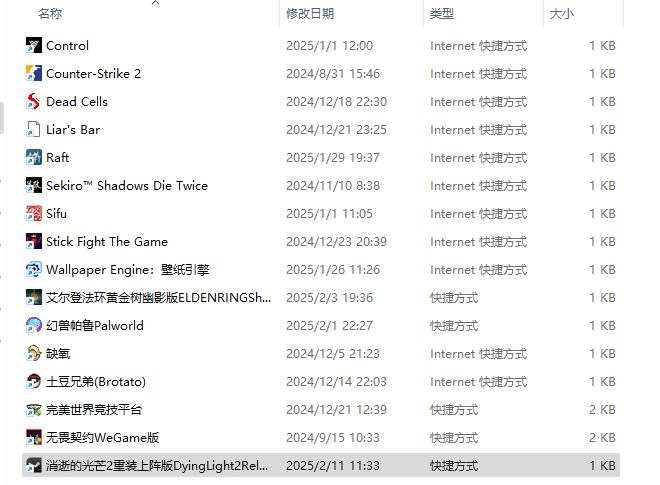 名称 修改日期 类型 大小
Control 2025/1/1 12:00 Internet 快捷方式 1 KB
Counter-Strike 2 2024/8/31 15:46 Internet 快捷方式 1 KB
Dead Cells 2024/12/18 22:30 Internet 快捷方式 1 KB
Liar's Bar 2024/12/21 23:25 Internet 快捷方式 1 KB
Raft 2025/1/29 19:37 Internet 快捷方式 1 KB
Sekiro™ Shadows Die Twice 2024/11/10 8:38 Internet 快捷方式 1 KB
Sifu 2025/1/1 11:05 Internet 快捷方式 1 KB
Stick Fight The Game 2024/12/23 20:39 Internet 快捷方式 1 KB
Wallpaper Engine：壁纸引擎 2025/1/26 11:26 Internet 快捷方式 1 KB
艾尔登法环黄金树幽影版ELDENRINGSh... 2025/2/3 19:36 快捷方式 1 KB
幻兽帕鲁Palworld 2025/2/1 22:27 快捷方式 1 KB
缺氧 2024/12/5 21:23 Internet 快捷方式 1 KB
土豆兄弟(Brotato) 2024/12/14 22:03 Internet 快捷方式 1 KB
完美世界竞技平台 2024/12/21 12:39 快捷方式 2 KB
无畏契约WeGame版 2024/9/15 10:33 快捷方式 2 KB
消逝的光芒2重装上阵版DyingLight2Rel... 2025/2/11 11:33 快捷方式 1 KB